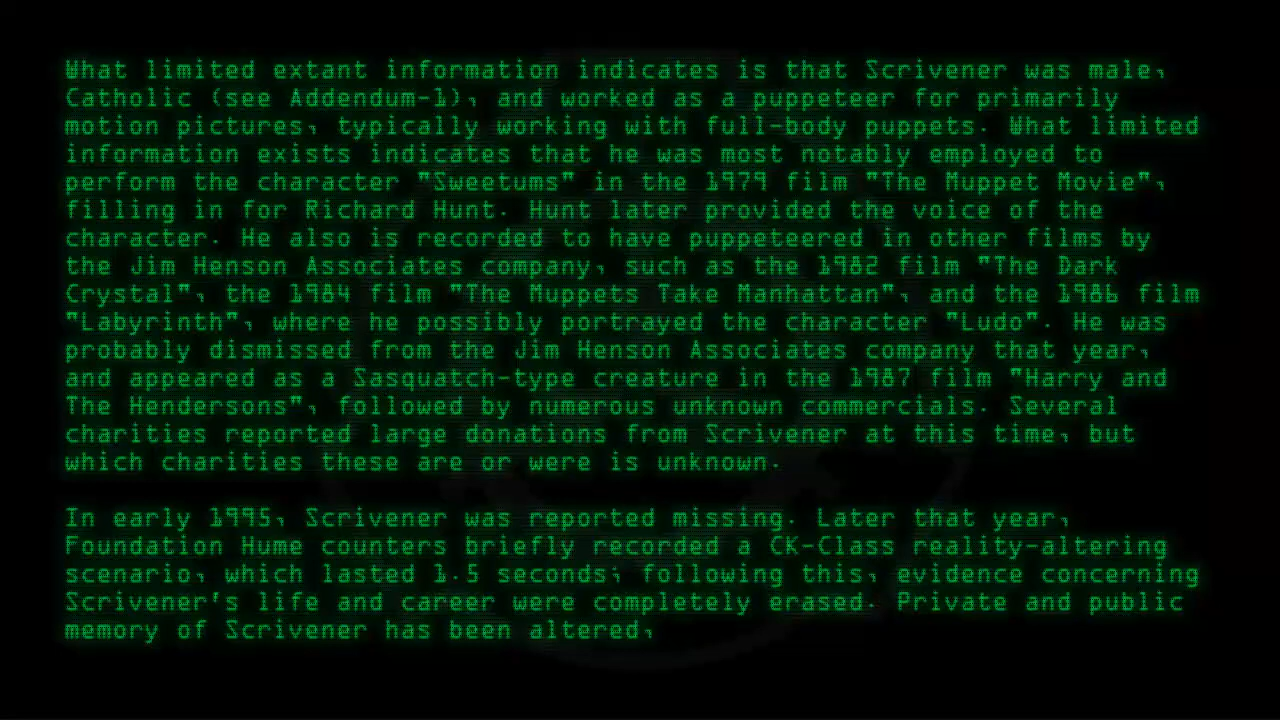 What limited extant information indicates is that Scrivener was male,
Catholic (see Addendum-1), and worked as a puppeteer for primarily
motion pictures, typically working with full-body puppets. What limited
information exists indicates that he was most notably employed to
perform the character "Sweetums" in the 1979 film "The Muppet Movie",
filling in for Richard Hunt. Hunt later provided the voice of the
character. He also is recorded to have puppeteered in other films by
the Jim Henson Associates company, such as the 1982 film "The Dark
Crystal", the 1984 film "The Muppets Take Manhattan", and the 1986 film
"Labyrinth", where he possibly portrayed the character "Ludo". He was
probably dismissed from the Jim Henson Associates company that year,
and appeared as a Sasquatch-type creature in the 1987 film "Harry and
The Hendersons", followed by numerous unknown commercials. Several
charities reported large donations from Scrivener at this time, but
which charities these are or were is unknown.
In early 1995, Scrivener was reported missing. Later that year,
Foundation Hume counters briefly recorded a CK-Class reality-altering
scenario, which lasted 1.5 seconds; following this, evidence concerning
Scrivener's life and career were completely erased. Private and public
memory of Scrivener has been altered,